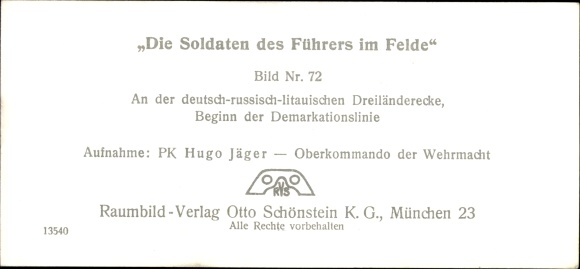 „Die Soldaten des Führers im Felde“
Bild Nr. 72
An der deutsch-russisch-litauischen Dreiländerecke,
Beginn der Demarkationslinie
Aufnahme: PK Hugo Jäger — Oberkommando der Wehrmacht
RVS
Raumbild-Verlag Otto Schönstein K. G., München 23
Alle Rechte vorbehalten
13540